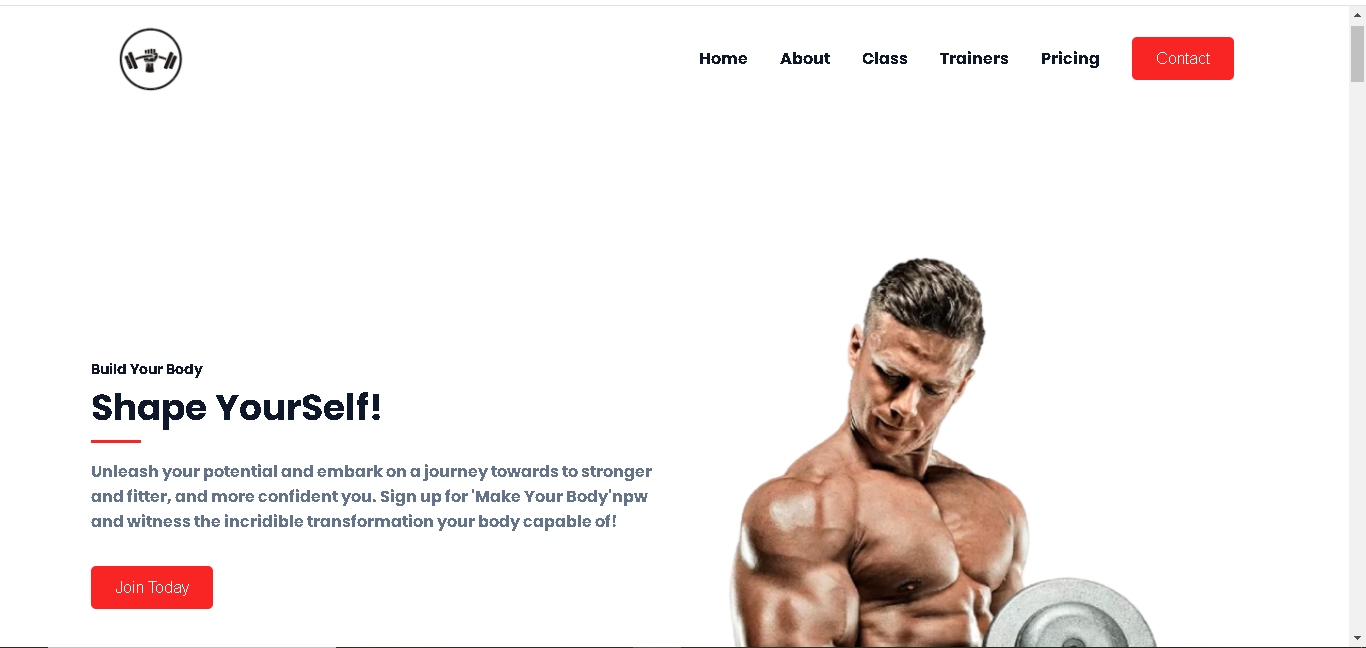 Home About Class Trainers Pricing Contact
Build Your Body
Shape YourSelf!
Unleash your potential and embark on a journey towards to stronger
and fitter, and more confident you. Sign up for 'Make Your Body'npw
and witness the incridible transformation your body capable of!
Join Today